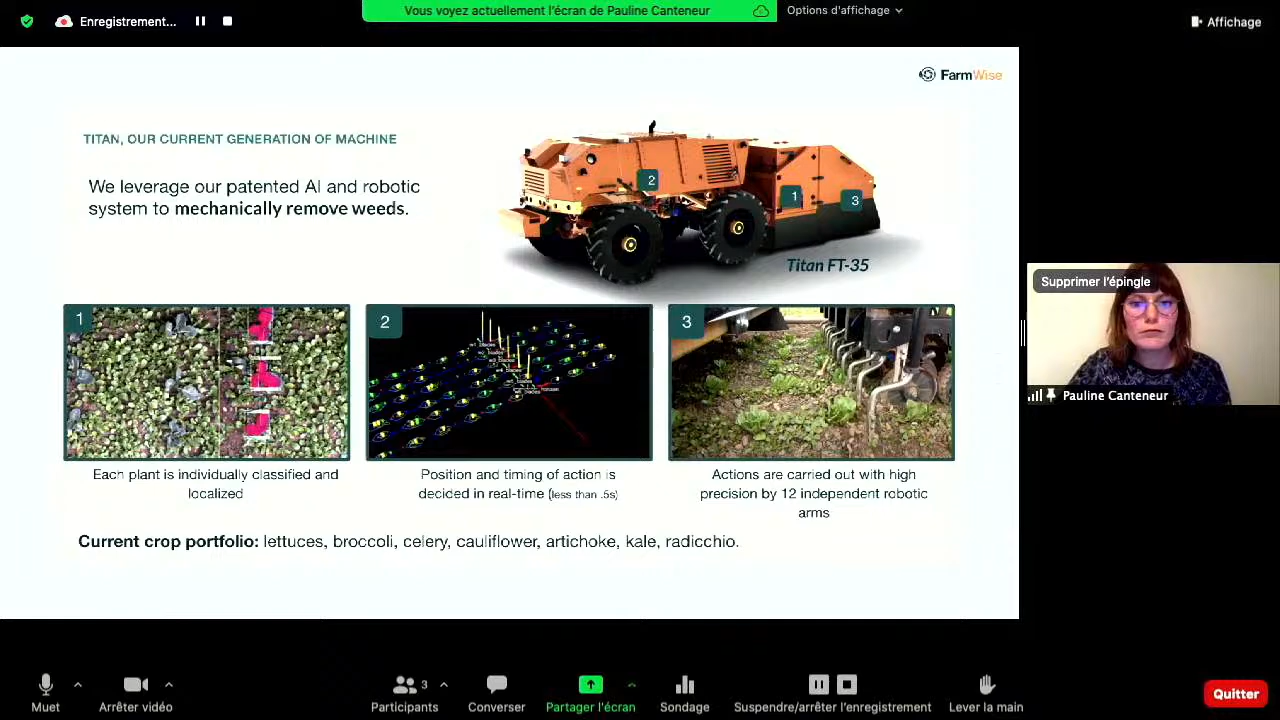 Enregistrement...
Vous voyez actuellement l'écran de Pauline Canteneur
Options d'affichage
Affichage
FarmWise
TITAN, OUR CURRENT GENERATION OF MACHINE
We leverage our patented AI and robotic
system to mechanically remove weeds.
2
1
3
Titan FT-35
1
2
3
Each plant is individually classified and
localized
Position and timing of action is
decided in real-time (less than .5s)
Actions are carried out with high
precision by 12 independent robotic
arms
Current crop portfolio: lettuces, broccoli, celery, cauliflower, artichoke, kale, radicchio.
Supprimer l'épingle
Pauline Canteneur
Muet
Arrêter vidéo
Participants
3
Converser
Partager l'écran
Sondage
Suspendre/arrêter l'enregistrement
Lever la main
Quitter